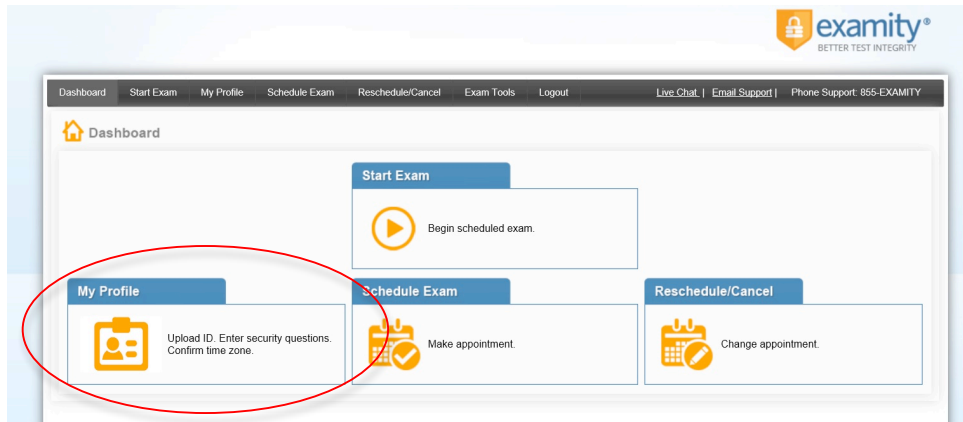 examity®
BETTER TEST INTEGRITY
Dashboard Start Exam My Profile Schedule Exam Reschedule/Cancel Exam Tools Logout Live Chat | Email Support | Phone Support: 855-EXAMITY
Dashboard
Start Exam
Begin scheduled exam.
My Profile
Upload ID. Enter security questions.
Confirm time zone.
Schedule Exam
Make appointment.
Reschedule/Cancel
Change appointment.